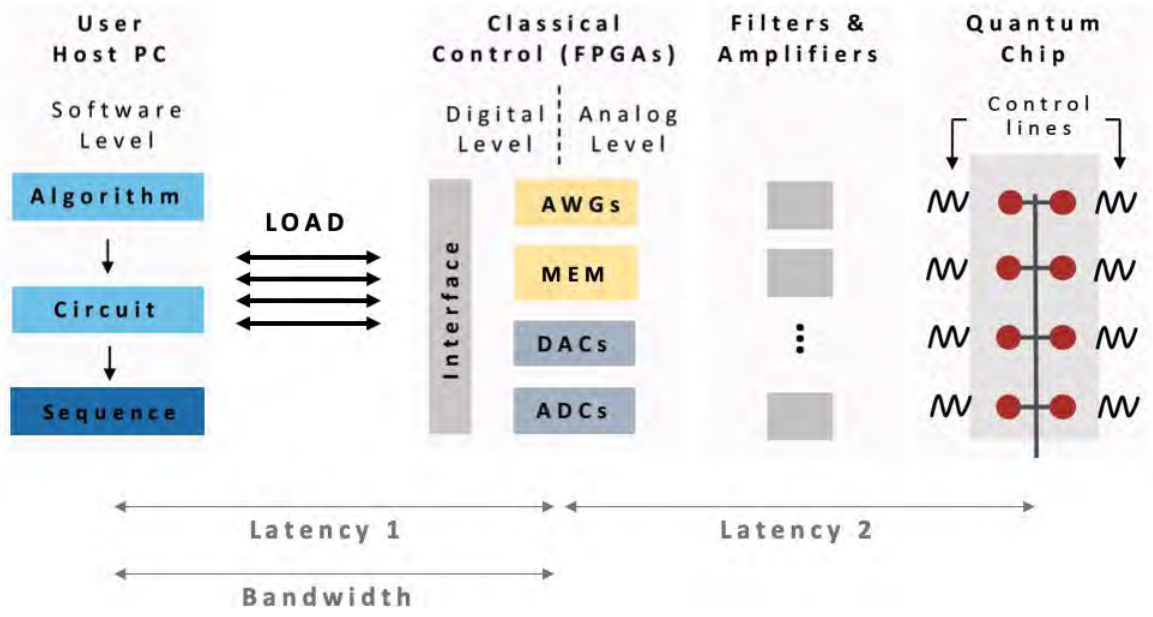 User
Host PC
Software
Level
Algorithm
Circuit
Sequence
LOAD
Classical
Control (FPGAs)
Digital
Level
Analog
Level
Interface
AWGs
MEM
DACs
ADCs
Filters &
Amplifiers
Quantum
Chip
Control
lines
Latency 1
Latency 2
Bandwidth